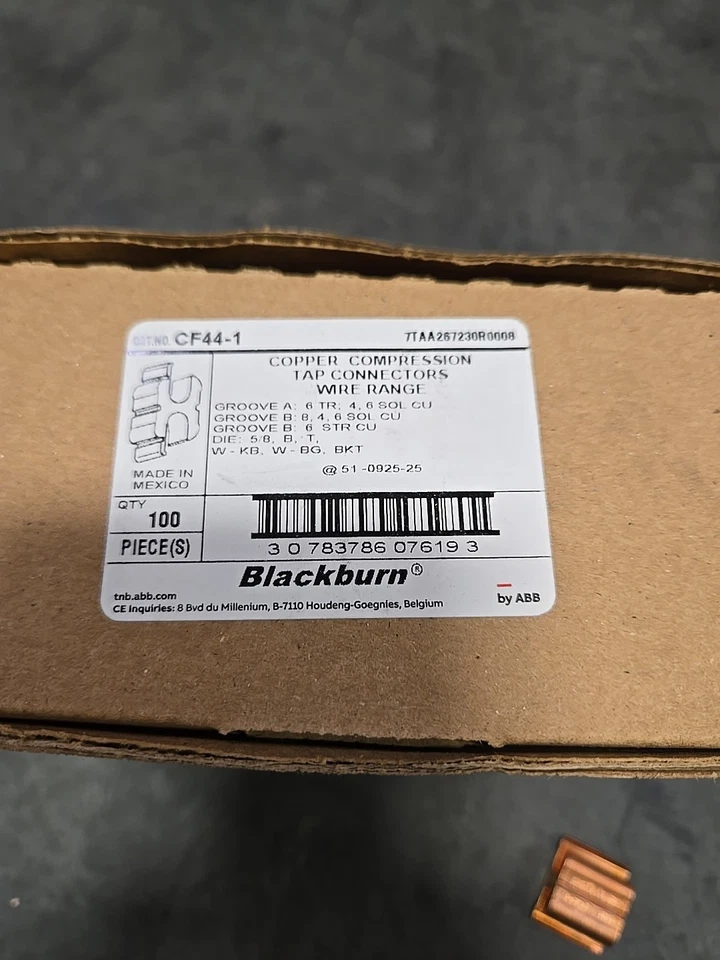 CAT.NO. CF44-1 7TAA267230R0008
COPPER COMPRESSION
TAP CONNECTORS
WIRE RANGE
GROOVE A: 6 TR; 4, 6 SOL CU
GROOVE B: 8, 4, 6 SOL CU
GROOVE B: 6 STR CU
DIE: 5/8, B, T,
W-KB, W-BG, BKT
@ 51-0925-25
MADE IN
MEXICO
QTY
100
PIECE(S)
3 0 783786 07619 3
Blackburn®
tnb.abb.com
CE Inquiries: 8 Bvd du Millenium, B-7110 Houdeng-Goegnies, Belgium
by ABB